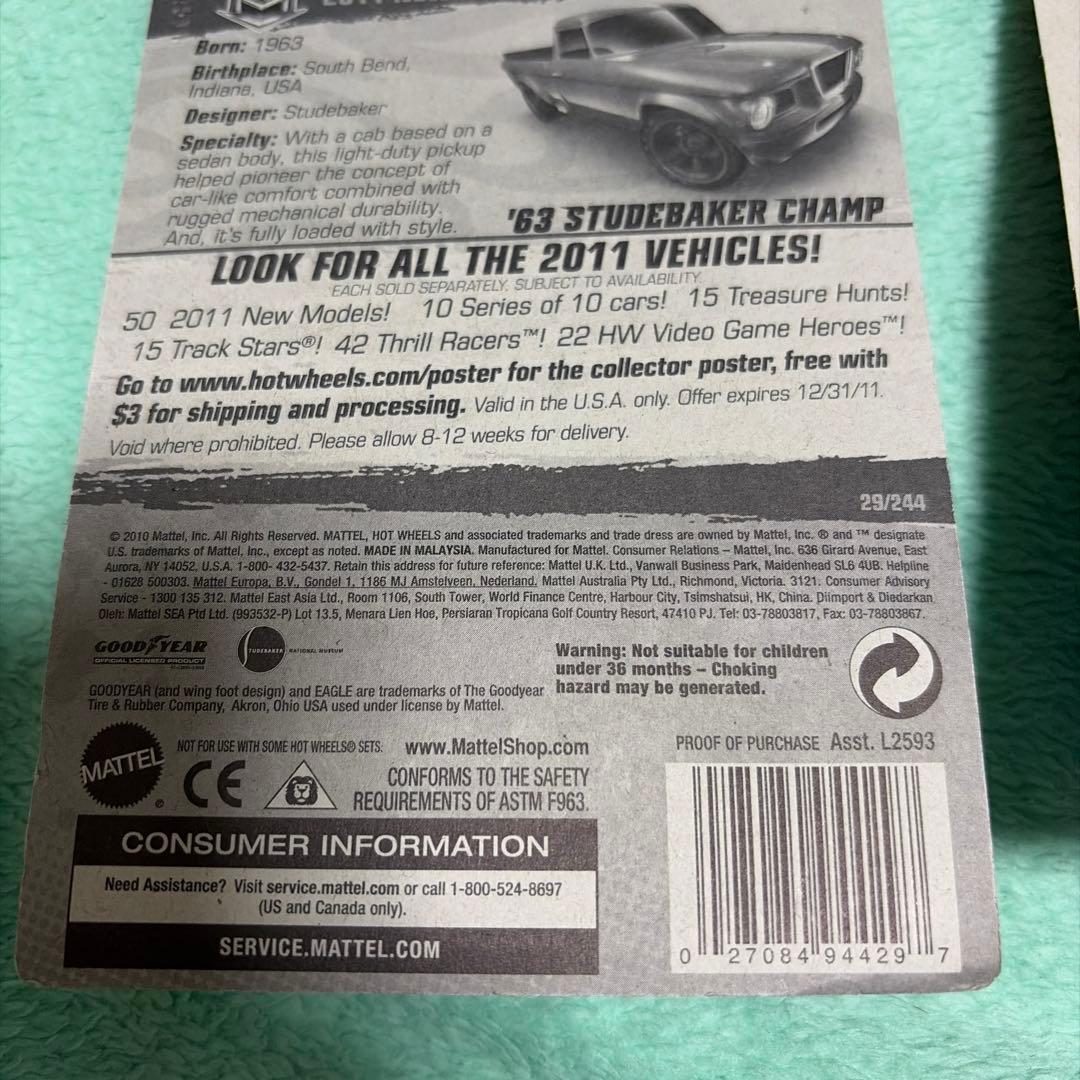 Born: 1963
Birthplace: South Bend,
Indiana, USA
Designer: Studebaker
Specialty: With a cab based on a
sedan body, this light-duty pickup
helped pioneer the concept of
car-like comfort combined with
rugged mechanical durability.
And, it's fully loaded with style.
'63 STUDEBAKER CHAMP
LOOK FOR ALL THE 2011 VEHICLES!
EACH SOLD SEPARATELY. SUBJECT TO AVAILABILITY.
50 2011 New Models! 10 Series of 10 cars! 15 Treasure Hunts!
15 Track Stars®! 42 Thrill Racers™! 22 HW Video Game Heroes™!
Go to www.hotwheels.com/poster for the collector poster, free with
$3 for shipping and processing. Valid in the U.S.A. only. Offer expires 12/31/11.
Void where prohibited. Please allow 8-12 weeks for delivery.
29/244
© 2010 Mattel, Inc. All Rights Reserved. MATTEL, HOT WHEELS and associated trademarks and trade dress are owned by Mattel, Inc. ® and ™ designate
U.S. trademarks of Mattel, Inc., except as noted. MADE IN MALAYSIA. Manufactured for Mattel. Consumer Relations – Mattel, Inc. 636 Girard Avenue, East
Aurora, NY 14052, U.S.A. 1-800- 432-5437. Retain this address for future reference: Mattel U.K. Ltd., Vanwall Business Park, Maidenhead SL6 4UB. Helpline
- 01628 500303. Mattel Europa, B.V., Gondel 1, 1186 MJ Amstelveen, Nederland. Mattel Australia Pty Ltd., Richmond, Victoria. 3121. Consumer Advisory
Service - 1300 135 312. Mattel East Asia Ltd., Room 1106, South Tower, World Finance Centre, Harbour City, Tsimshatsui, HK, China. Diimport & Diedarkan
Oleh: Mattel SEA Ptd Ltd. (993532-P) Lot 13.5, Menara Lien Hoe, Persiaran Tropicana Golf Country Resort, 47410 PJ. Tel: 03-78803817, Fax: 03-78803867.
GOODYEAR
OFFICIAL LICENSED PRODUCT
STUDEBAKER NATIONAL MUSEUM
GOODYEAR (and wing foot design) and EAGLE are trademarks of The Goodyear
Tire & Rubber Company, Akron, Ohio USA used under license by Mattel.
Warning: Not suitable for children
under 36 months – Choking
hazard may be generated.
MATTEL
®
NOT FOR USE WITH SOME HOT WHEELS® SETS. www.MattelShop.com
CE
CONFORMS TO THE SAFETY
REQUIREMENTS OF ASTM F963.
PROOF OF PURCHASE Asst. L2593
CONSUMER INFORMATION
Need Assistance? Visit service.mattel.com or call 1-800-524-8697
(US and Canada only).
SERVICE.MATTEL.COM
0 27084 94429 7